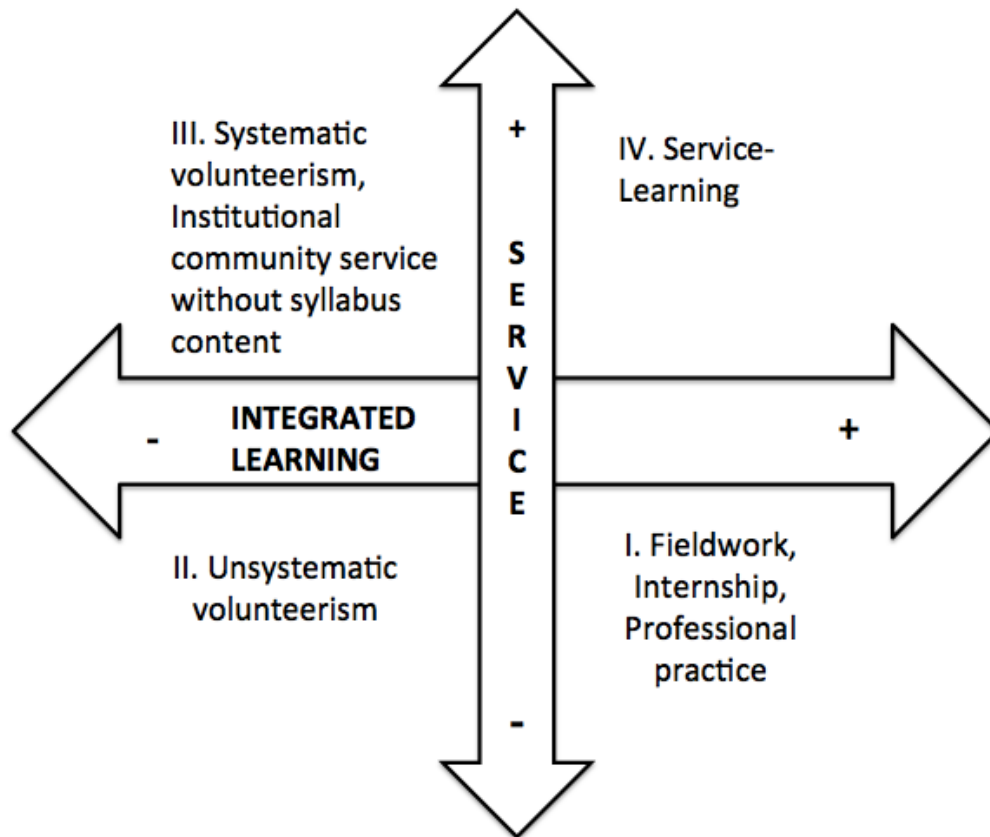 III. Systematic
volunteerism,
Institutional
community service
without syllabus
content
+
IV. Service-
Learning
SERVICE
-
INTEGRATED
LEARNING
+
II. Unsystematic
volunteerism
I. Fieldwork,
Internship,
Professional
practice
-